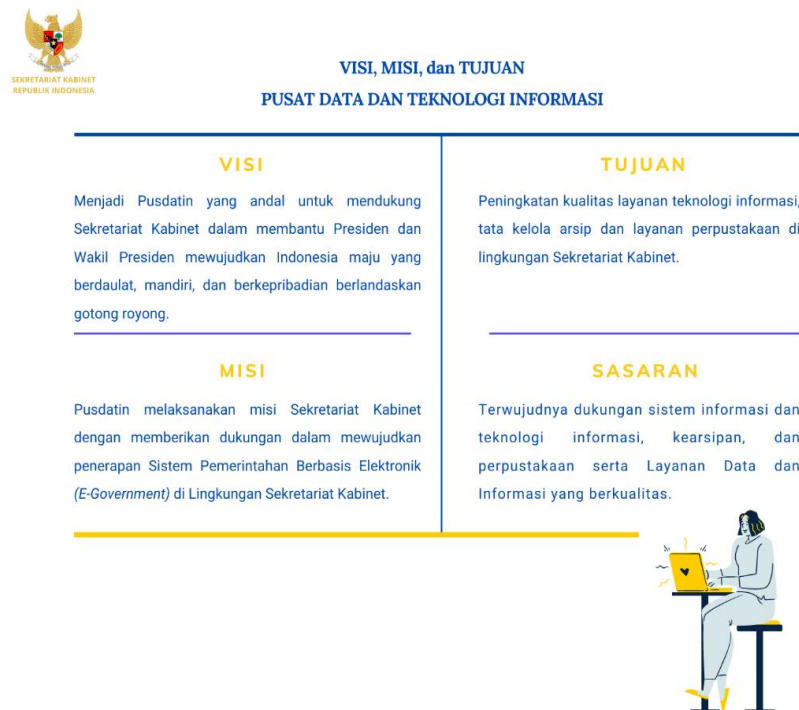 SEKRETARIAT KABINET
REPUBLIK INDONESIA
VISI, MISI, dan TUJUAN
PUSAT DATA DAN TEKNOLOGI INFORMASI
VISI
Menjadi Pusdatin yang andal untuk mendukung
Sekretariat Kabinet dalam membantu Presiden dan
Wakil Presiden mewujudkan Indonesia maju yang
berdaulat, mandiri, dan berkepribadian berlandaskan
gotong royong.
MISI
Pusdatin melaksanakan misi Sekretariat Kabinet
dengan memberikan dukungan dalam mewujudkan
penerapan Sistem Pemerintahan Berbasis Elektronik
(E-Government) di Lingkungan Sekretariat Kabinet.
TUJUAN
Peningkatan kualitas layanan teknologi informasi,
tata kelola arsip dan layanan perpustakaan di
lingkungan Sekretariat Kabinet.
SASARAN
Terwujudnya dukungan sistem informasi dan
teknologi informasi, kearsipan, dan
perpustakaan serta Layanan Data dan
Informasi yang berkualitas.